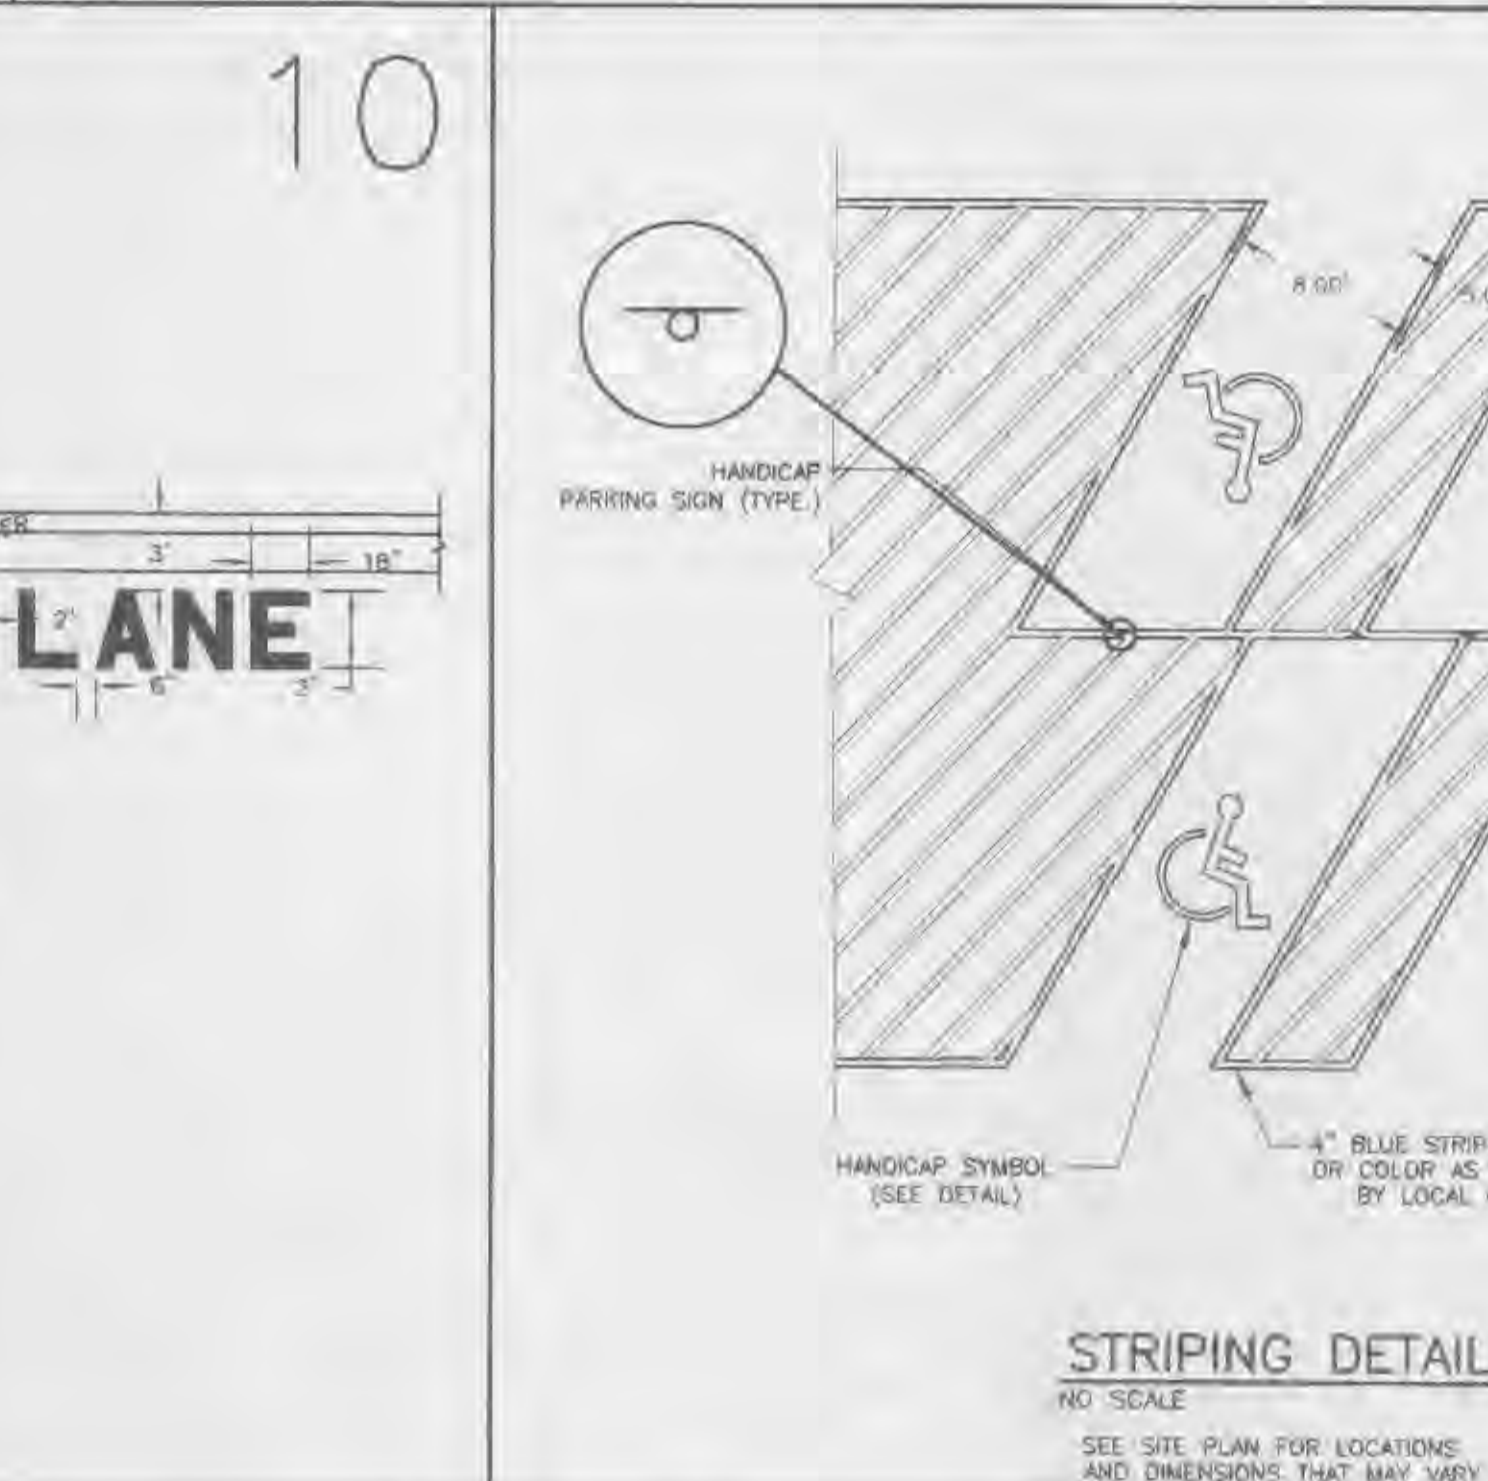 10
8.00'
HANDICAP
PARKING SIGN (TYPE.)
3'
18"
2'
LANE
6"
3'
4" BLUE STRIP
HANDICAP SYMBOL
OR COLOR AS
(SEE DETAIL)
BY LOCAL
STRIPING DETAIL
NO SCALE
SEE SITE PLAN FOR LOCATIONS
AND DIMENSIONS THAT MAY VARY